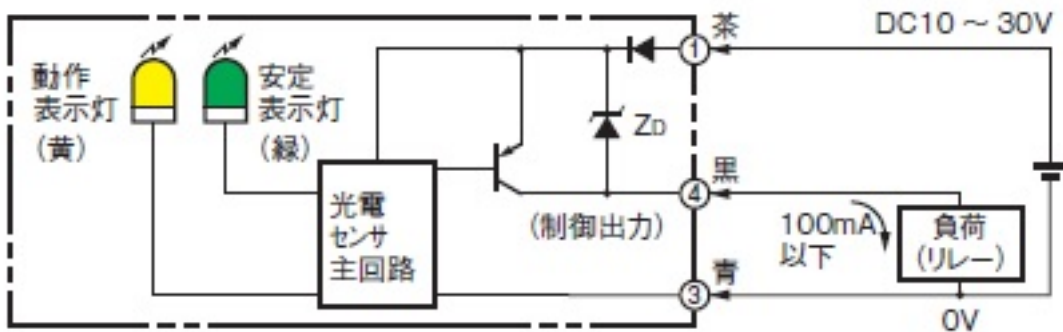 動作
表示灯
(黄)
安定
表示灯
(緑)
光電
センサ
主回路
ZD
(制御出力)
① 茶
④ 黒
③ 青
DC10 ～ 30V
100mA
以下
負荷
(リレー)
0V